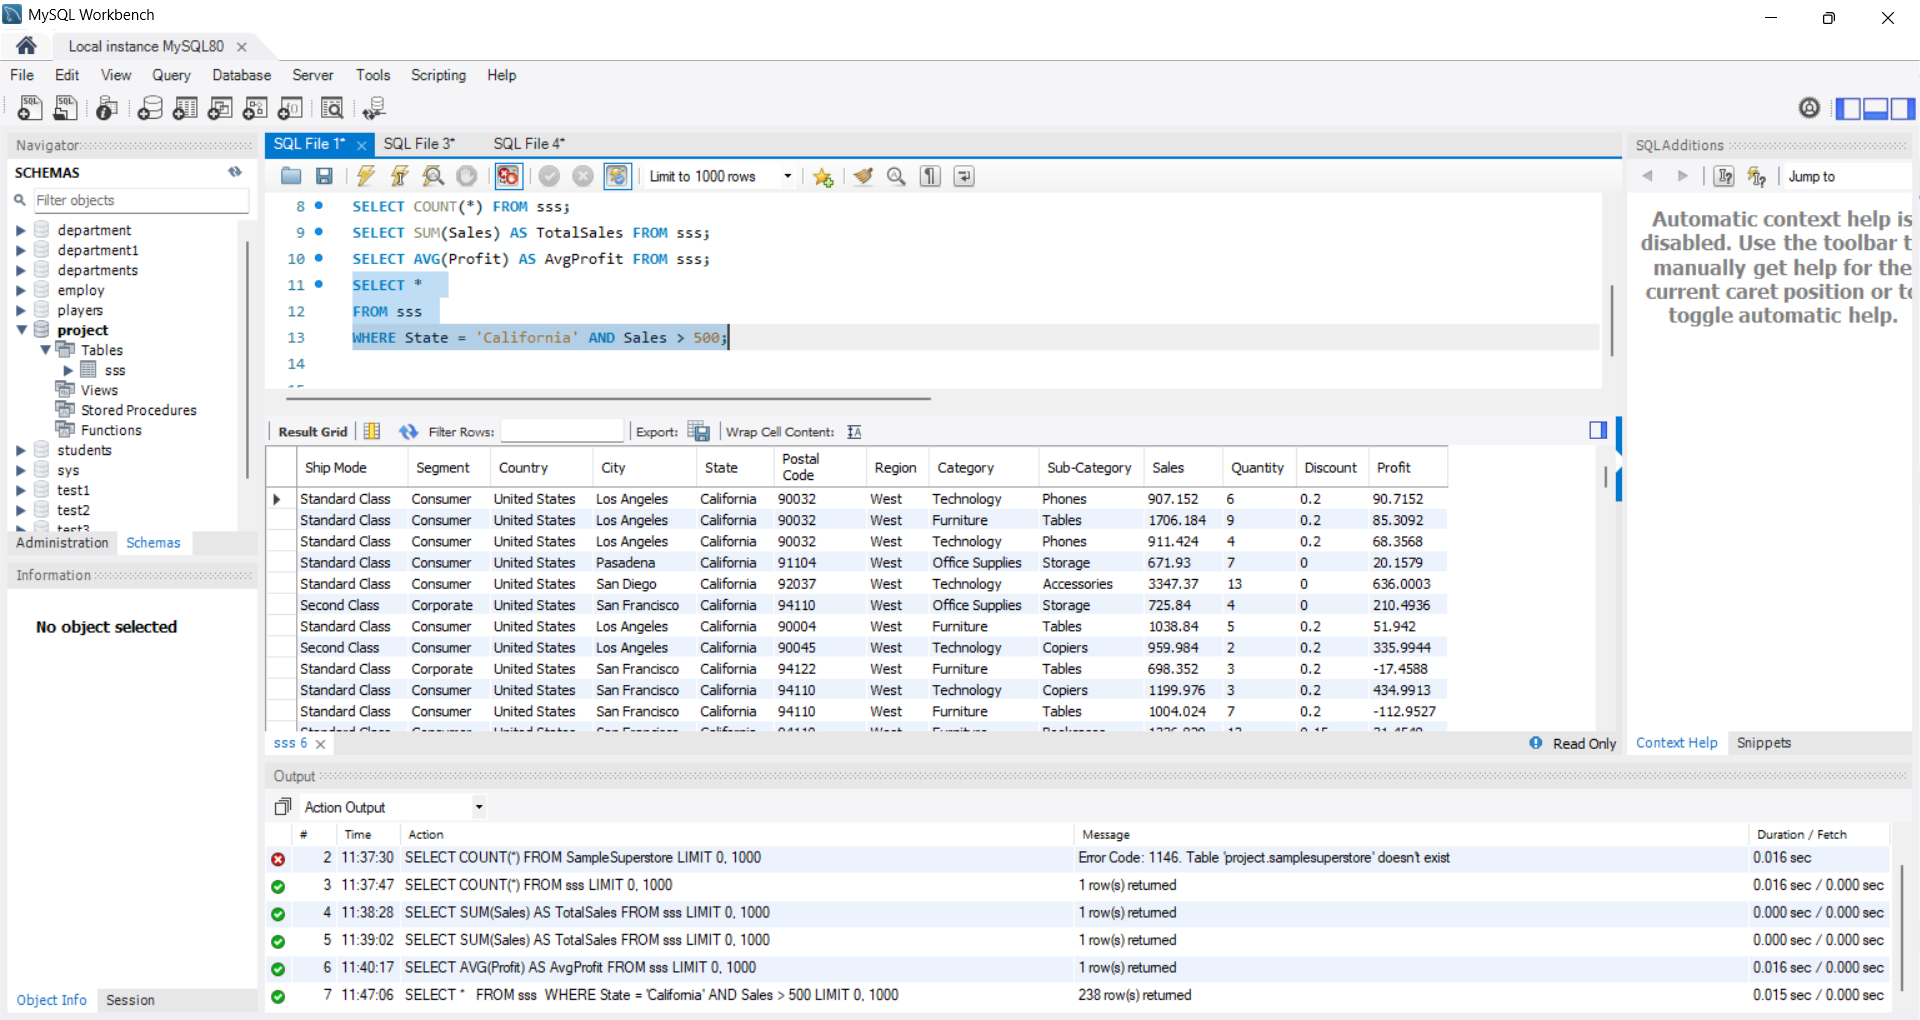 MySQL Workbench
Local instance MySQL80
File Edit View Query Database Server Tools Scripting Help
Navigator
SCHEMAS
Filter objects
department
department1
departments
employ
players
project
Tables
sss
Views
Stored Procedures
Functions
students
sys
test1
test2
test3
Administration Schemas
Information
No object selected
Object Info Session
SQL File 1* SQL File 3* SQL File 4*
Limit to 1000 rows
8 SELECT COUNT(*) FROM sss;
9 SELECT SUM(Sales) AS TotalSales FROM sss;
10 SELECT AVG(Profit) AS AvgProfit FROM sss;
11 SELECT *
12 FROM sss
13 WHERE State = 'California' AND Sales > 500;
14
15
Result Grid Filter Rows: Export: Wrap Cell Content:
Ship Mode Segment Country City State Postal Code Region Category Sub-Category Sales Quantity Discount Profit
Standard Class Consumer United States Los Angeles California 90032 West Technology Phones 907.152 6 0.2 90.7152
Standard Class Consumer United States Los Angeles California 90032 West Furniture Tables 1706.184 9 0.2 85.3092
Standard Class Consumer United States Los Angeles California 90032 West Technology Phones 911.424 4 0.2 68.3568
Standard Class Consumer United States Pasadena California 91104 West Office Supplies Storage 671.93 7 0 20.1579
Standard Class Consumer United States San Diego California 92037 West Technology Accessories 3347.37 13 0 636.0003
Second Class Corporate United States San Francisco California 94110 West Office Supplies Storage 725.84 4 0 210.4936
Standard Class Consumer United States Los Angeles California 90004 West Furniture Tables 1038.84 5 0.2 51.942
Second Class Consumer United States Los Angeles California 90045 West Technology Copiers 959.984 2 0.2 335.9944
Standard Class Corporate United States San Francisco California 94122 West Furniture Tables 698.352 3 0.2 -17.4588
Standard Class Consumer United States San Francisco California 94110 West Technology Copiers 1199.976 3 0.2 434.9913
Standard Class Consumer United States San Francisco California 94110 West Furniture Tables 1004.024 7 0.2 -112.9527
sss 6 Read Only
SQLAdditions
Jump to
Automatic context help is
disabled. Use the toolbar t
manually get help for the
current caret position or to
toggle automatic help.
Context Help Snippets
Output
Action Output
# Time Action Message Duration / Fetch
2 11:37:30 SELECT COUNT(*) FROM SampleSuperstore LIMIT 0, 1000 Error Code: 1146. Table 'project.samplesuperstore' doesn't exist 0.016 sec
3 11:37:47 SELECT COUNT(*) FROM sss LIMIT 0, 1000 1 row(s) returned 0.016 sec / 0.000 sec
4 11:38:28 SELECT SUM(Sales) AS TotalSales FROM sss LIMIT 0, 1000 1 row(s) returned 0.000 sec / 0.000 sec
5 11:39:02 SELECT SUM(Sales) AS TotalSales FROM sss LIMIT 0, 1000 1 row(s) returned 0.000 sec / 0.000 sec
6 11:40:17 SELECT AVG(Profit) AS AvgProfit FROM sss LIMIT 0, 1000 1 row(s) returned 0.016 sec / 0.000 sec
7 11:47:06 SELECT * FROM sss WHERE State = 'California' AND Sales > 500 LIMIT 0, 1000 238 row(s) returned 0.015 sec / 0.000 sec